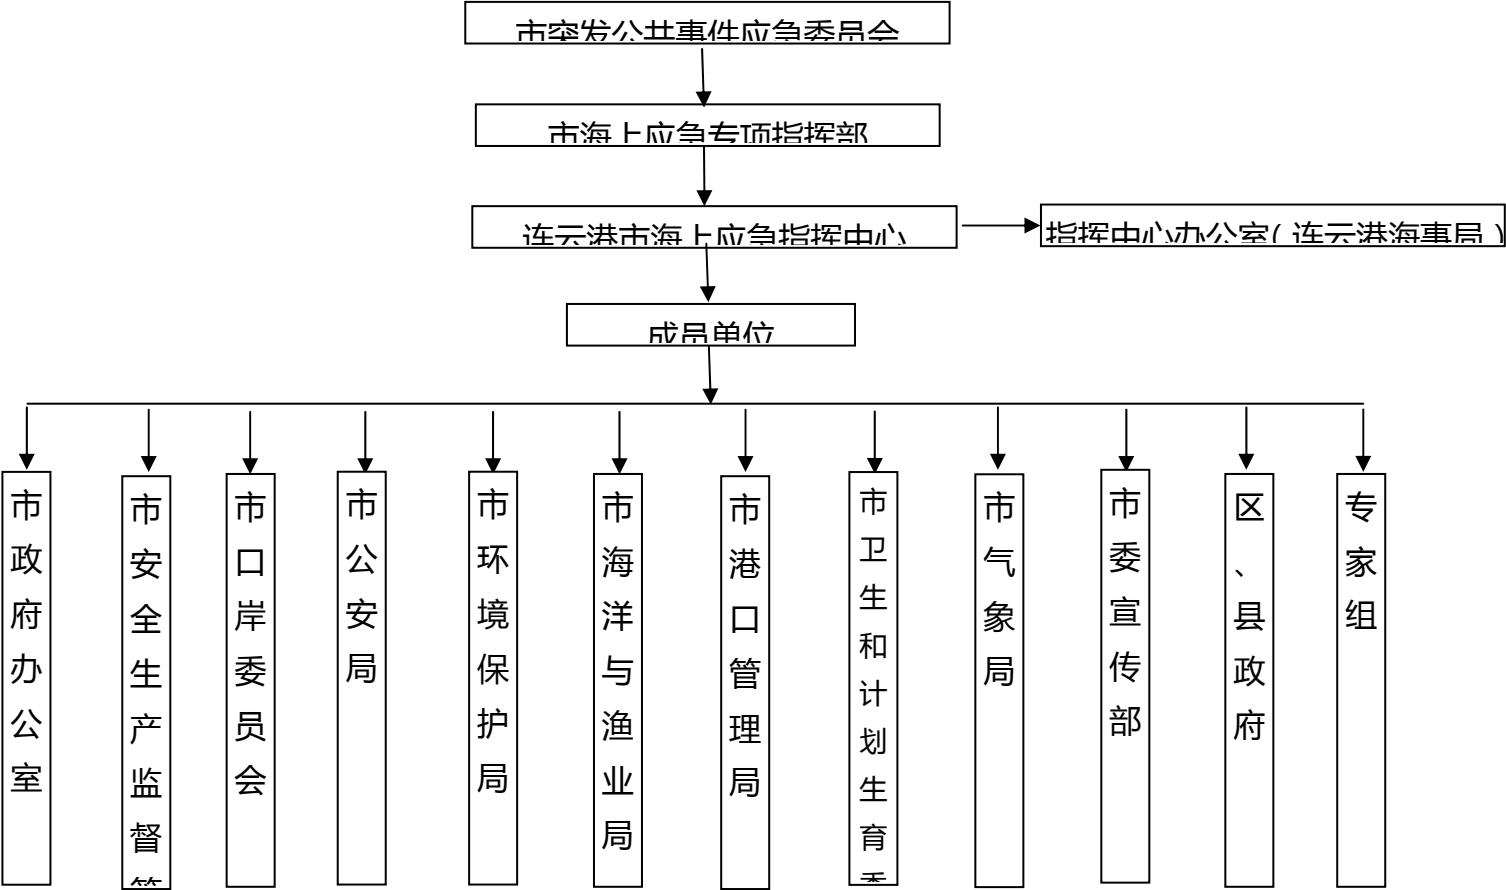 市突发公共事件应急委员会
市海上应急专项指挥部
连云港市海上应急指挥中心
指挥中心办公室(连云港海事局)
成员单位
市政府办公室
市安全生产监督管
市口岸委员会
市公安局
市环境保护局
市海洋与渔业局
市港口管理局
市卫生和计划生育委
市气象局
市委宣传部
区、县政府
专家组